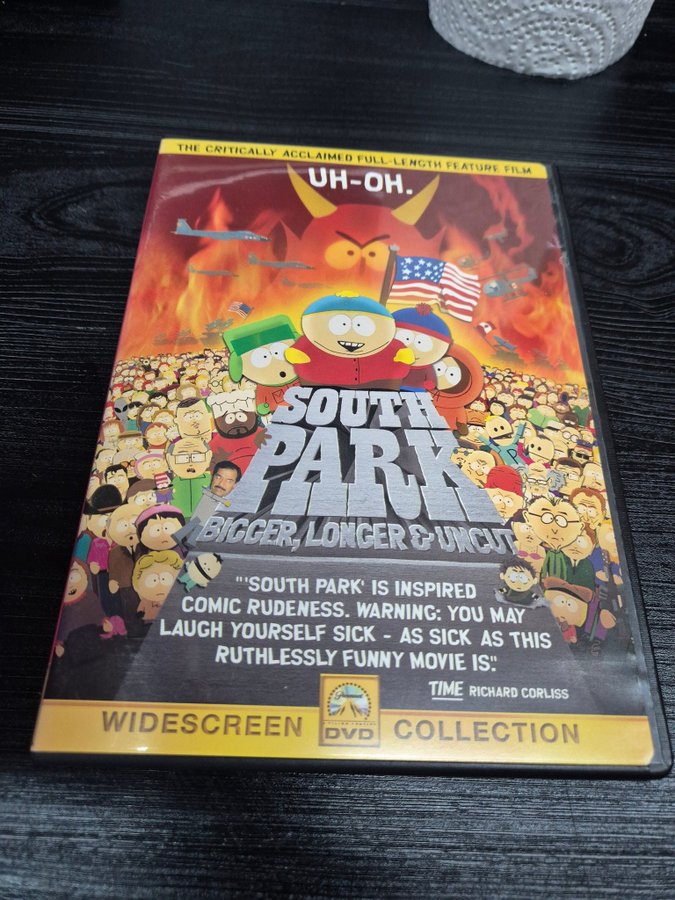 THE CRITICALLY ACCLAIMED FULL-LENGTH FEATURE FILM
UH-OH.
SOUTH
PARK
BIGGER, LONGER & UNCUT
"'SOUTH PARK' IS INSPIRED
COMIC RUDENESS. WARNING: YOU MAY
LAUGH YOURSELF SICK - AS SICK AS THIS
RUTHLESSLY FUNNY MOVIE IS."
TIME RICHARD CORLISS
WIDESCREEN DVD COLLECTION